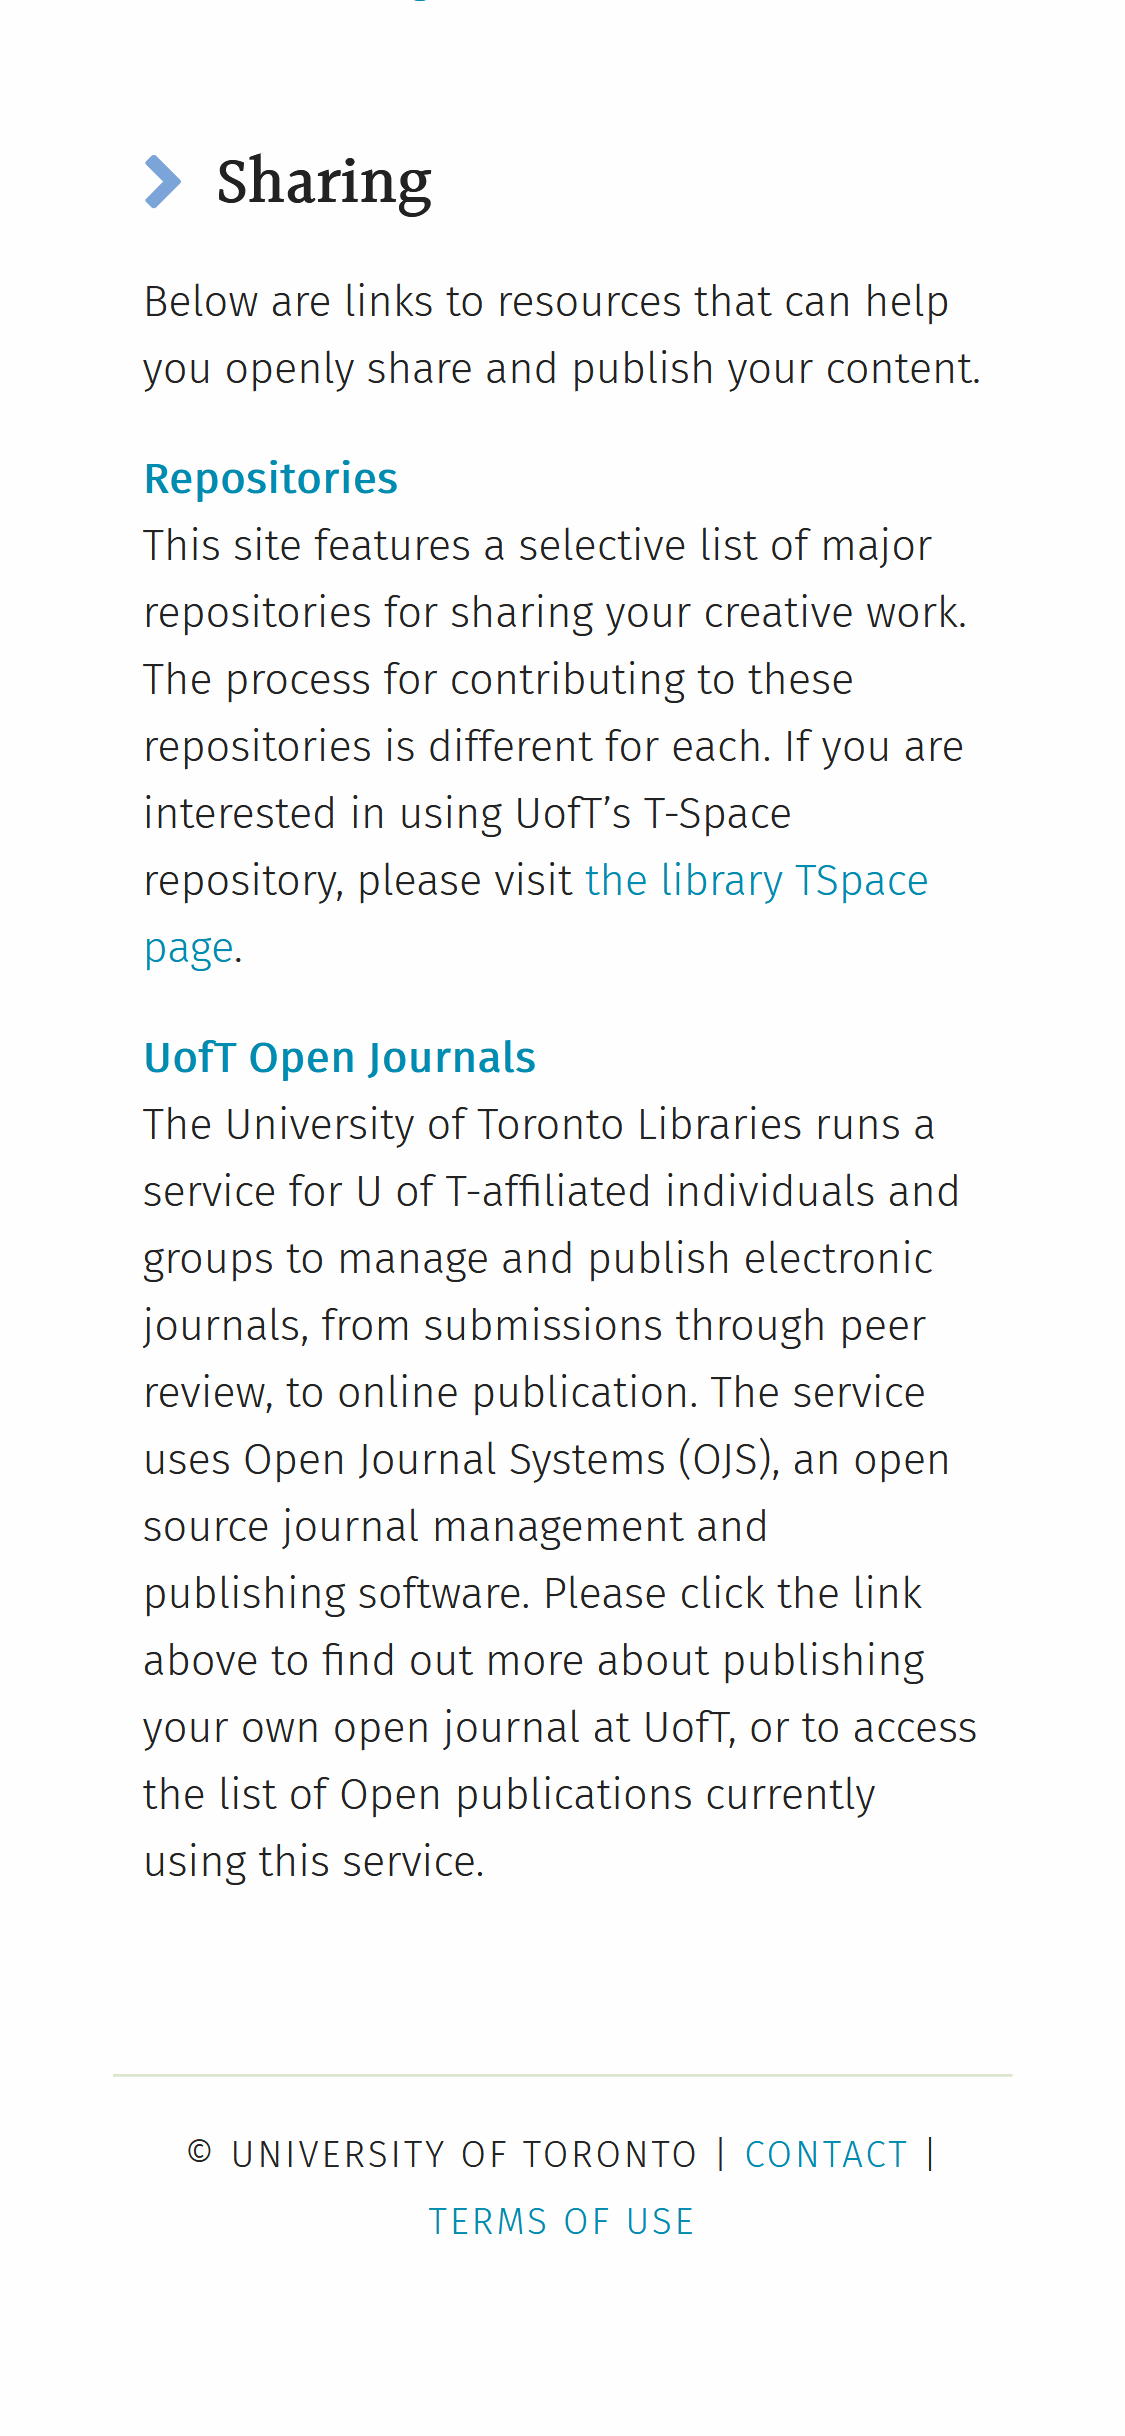 Sharing
Below are links to resources that can help
you openly share and publish your content.
Repositories
This site features a selective list of major
repositories for sharing your creative work.
The process for contributing to these
repositories is different for each. If you are
interested in using UofT’s T-Space
repository, please visit the library TSpace
page.
UofT Open Journals
The University of Toronto Libraries runs a
service for U of T-affiliated individuals and
groups to manage and publish electronic
journals, from submissions through peer
review, to online publication. The service
uses Open Journal Systems (OJS), an open
source journal management and
publishing software. Please click the link
above to find out more about publishing
your own open journal at UofT, or to access
the list of Open publications currently
using this service.
© UNIVERSITY OF TORONTO | CONTACT |
TERMS OF USE